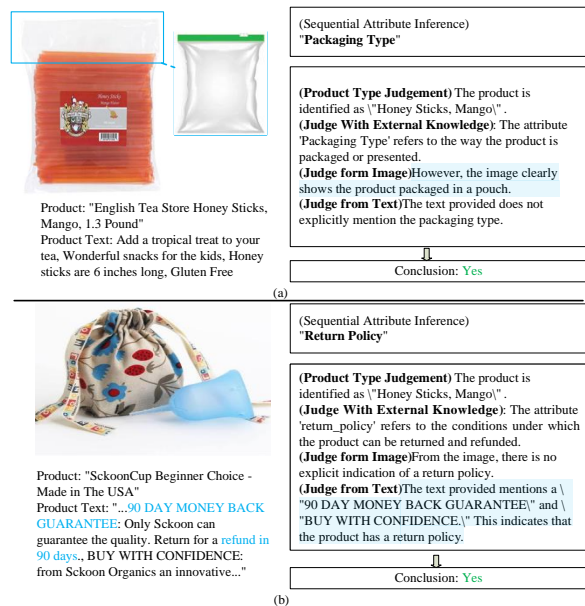 Honey Sticks
Product: "English Tea Store Honey Sticks,
Mango, 1.3 Pound"
Product Text: Add a tropical treat to your
tea, Wonderful snacks for the kids, Honey
sticks are 6 inches long, Gluten Free
(Sequential Attribute Inference)
"Packaging Type"
(Product Type Judgement) The product is
identified as \"Honey Sticks, Mango\" .
(Judge With External Knowledge): The attribute
'Packaging Type' refers to the way the product is
packaged or presented.
(Judge form Image)However, the image clearly
shows the product packaged in a pouch.
(Judge from Text)The text provided does not
explicitly mention the packaging type.
Conclusion: Yes
(a)
Product: "SckoonCup Beginner Choice -
Made in The USA"
Product Text: "...90 DAY MONEY BACK
GUARANTEE: Only Sckoon can
guarantee the quality. Return for a refund in
90 days., BUY WITH CONFIDENCE:
from Sckoon Organics an innovative..."
(Sequential Attribute Inference)
"Return Policy"
(Product Type Judgement) The product is
identified as \"Honey Sticks, Mango\" .
(Judge With External Knowledge): The attribute
'return_policy' refers to the conditions under which
the product can be returned and refunded.
(Judge form Image)From the image, there is no
explicit indication of a return policy.
(Judge from Text)The text provided mentions a \
"90 DAY MONEY BACK GUARANTEE\" and \
"BUY WITH CONFIDENCE.\" This indicates that
the product has a return policy.
Conclusion: Yes
(b)